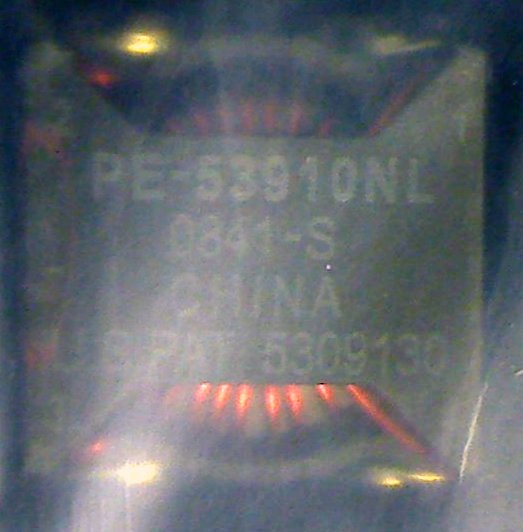 PE-53910NL
0841-S
CHINA
U.S. PAT. 5309130